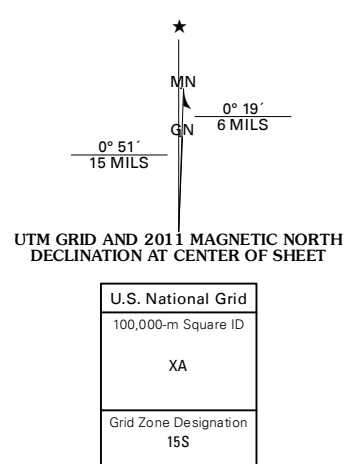 ★
MN
0° 19´
6 MILS
GN
0° 51´
15 MILS
UTM GRID AND 2011 MAGNETIC NORTH
DECLINATION AT CENTER OF SHEET
U.S. National Grid
100,000-m Square ID
XA
Grid Zone Designation
15S